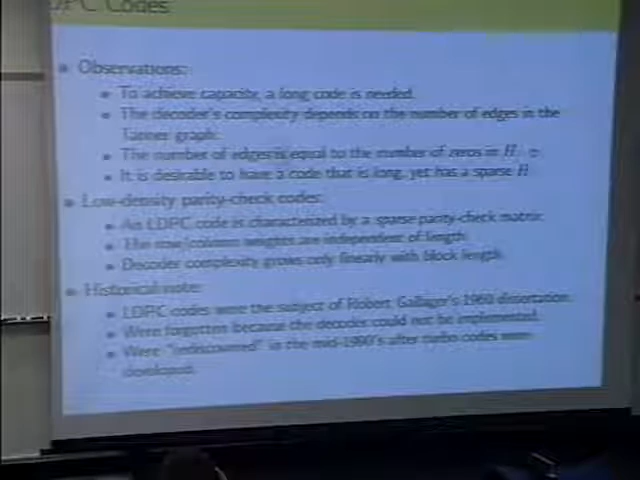 LDPC Codes
Observations:
To achieve capacity, a long code is needed.
The decoder's complexity depends on the number of edges in the
Tanner graph.
The number of edges is equal to the number of zeros in H.
It is desirable to have a code that is long, yet has a sparse H.
Low-density parity-check codes:
An LDPC code is characterized by a sparse parity-check matrix.
The row/column weights are independent of length.
Decoder complexity grows only linearly with block length.
Historical note:
LDPC codes were the subject of Robert Gallager's 1960 dissertation.
Were forgotten because the decoder could not be implemented.
Were "rediscovered" in the mid-1990's after turbo codes were
developed.